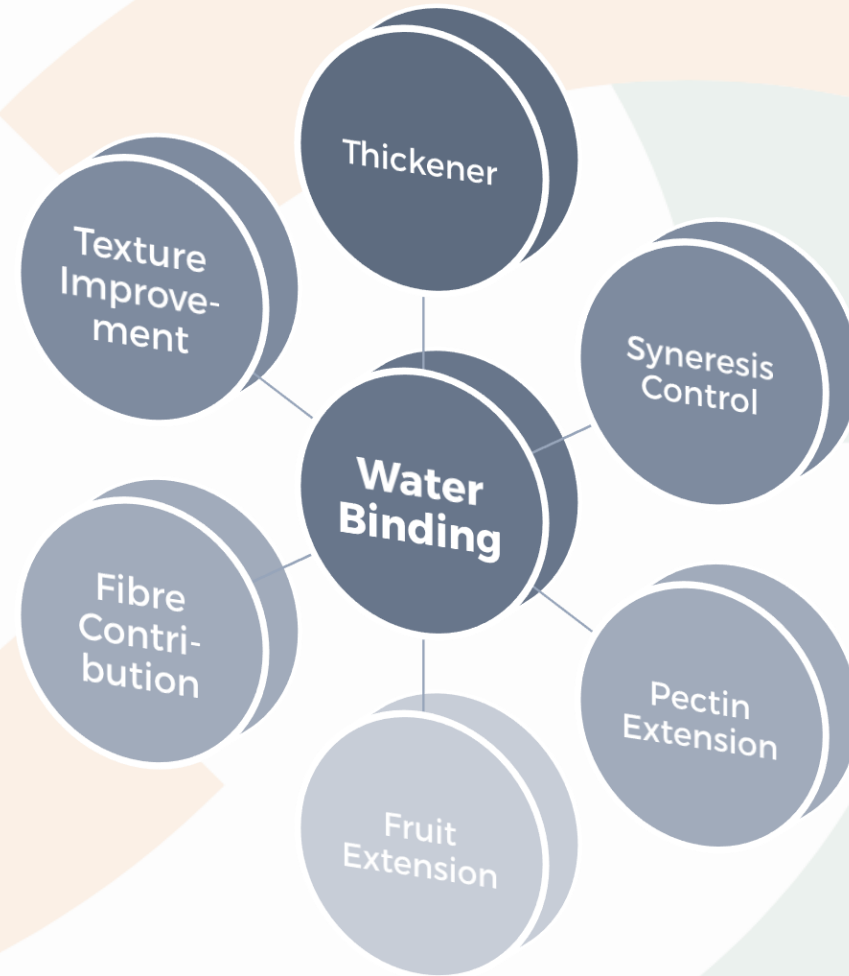 Thickener
Texture
Improve-
ment
Syneresis
Control
Water
Binding
Fibre
Contri-
bution
Pectin
Extension
Fruit
Extension